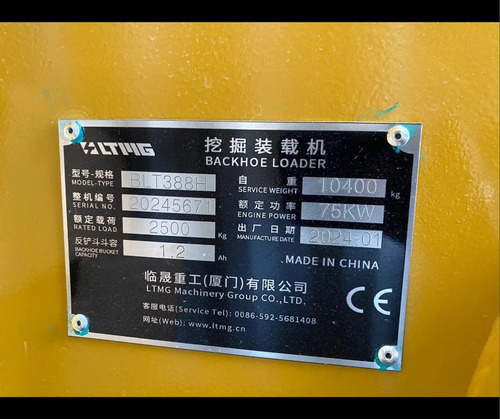 LTMG 挖掘装载机
BACKHOE LOADER
型号-规格 BLT388H 自重 10400 kg
MODEL-TYPE SERVICE WEIGHT
整机编号 20245671 额定功率 75KW
SERIAL NO. ENGINE POWER
额定载荷 2500 Kg 出厂日期 2024.01
RATED LOAD MANUFACTURE DATE
反铲斗斗容 1.2 Ah
BACKHOE BUCKET CAPACITY
MADE IN CHINA
临晟重工(厦门)有限公司
LTMG Machinery Group CO.,LTD.
CE
客服电话(Service Tel): 0086-592-5681408
网址(Web): www.ltmg.cn